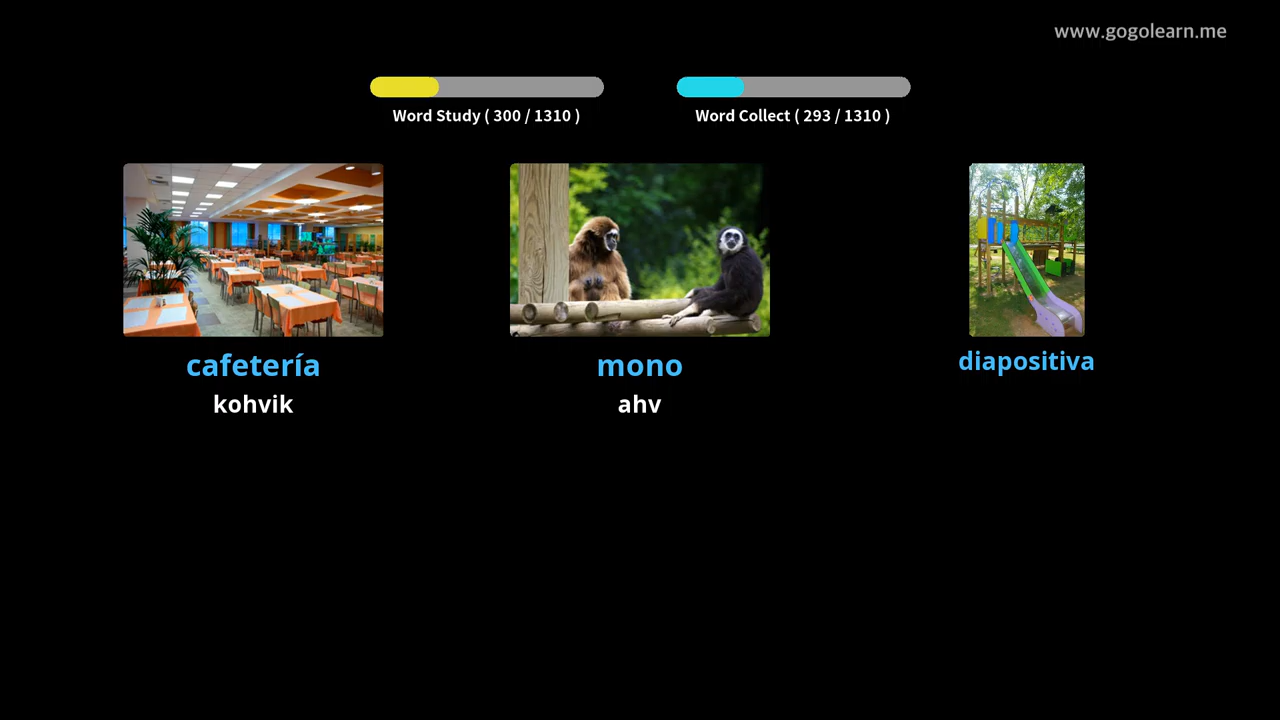 www.gogolearn.me
Word Study ( 300 / 1310 )
Word Collect ( 293 / 1310 )
cafetería
kohvik
mono
ahv
diapositiva